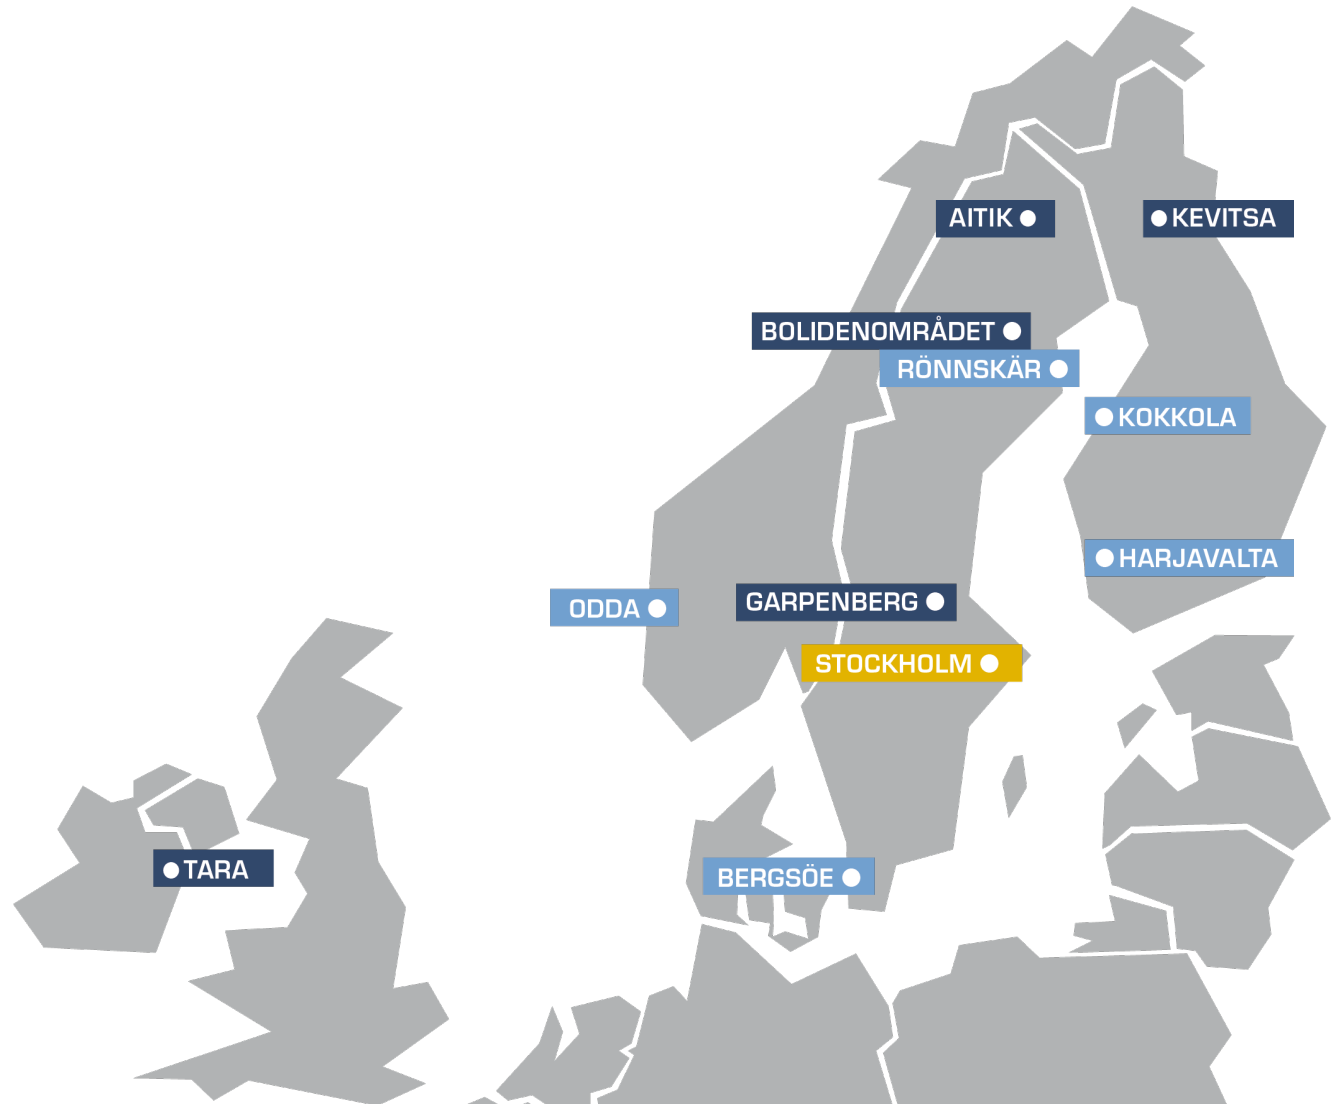 AITIK
KEVITSA
BOLIDENOMRÅDET
RÖNNSKÄR
KOKKOLA
HARJAVALTA
ODDA
GARPENBERG
STOCKHOLM
TARA
BERGSÖE